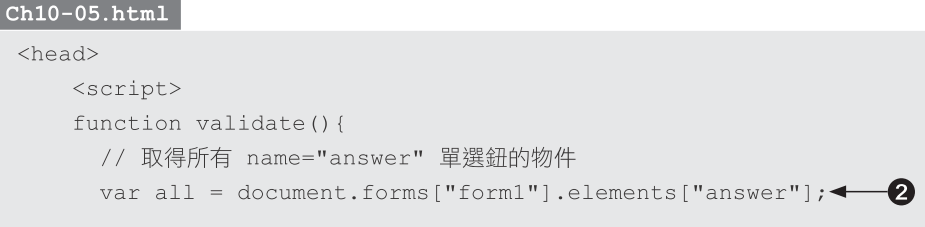 Ch10-05.html
<head>
<script>
function validate(){
// 取得所有 name="answer" 單選鈕的物件
var all = document.forms["form1"].elements["answer"]; ❷